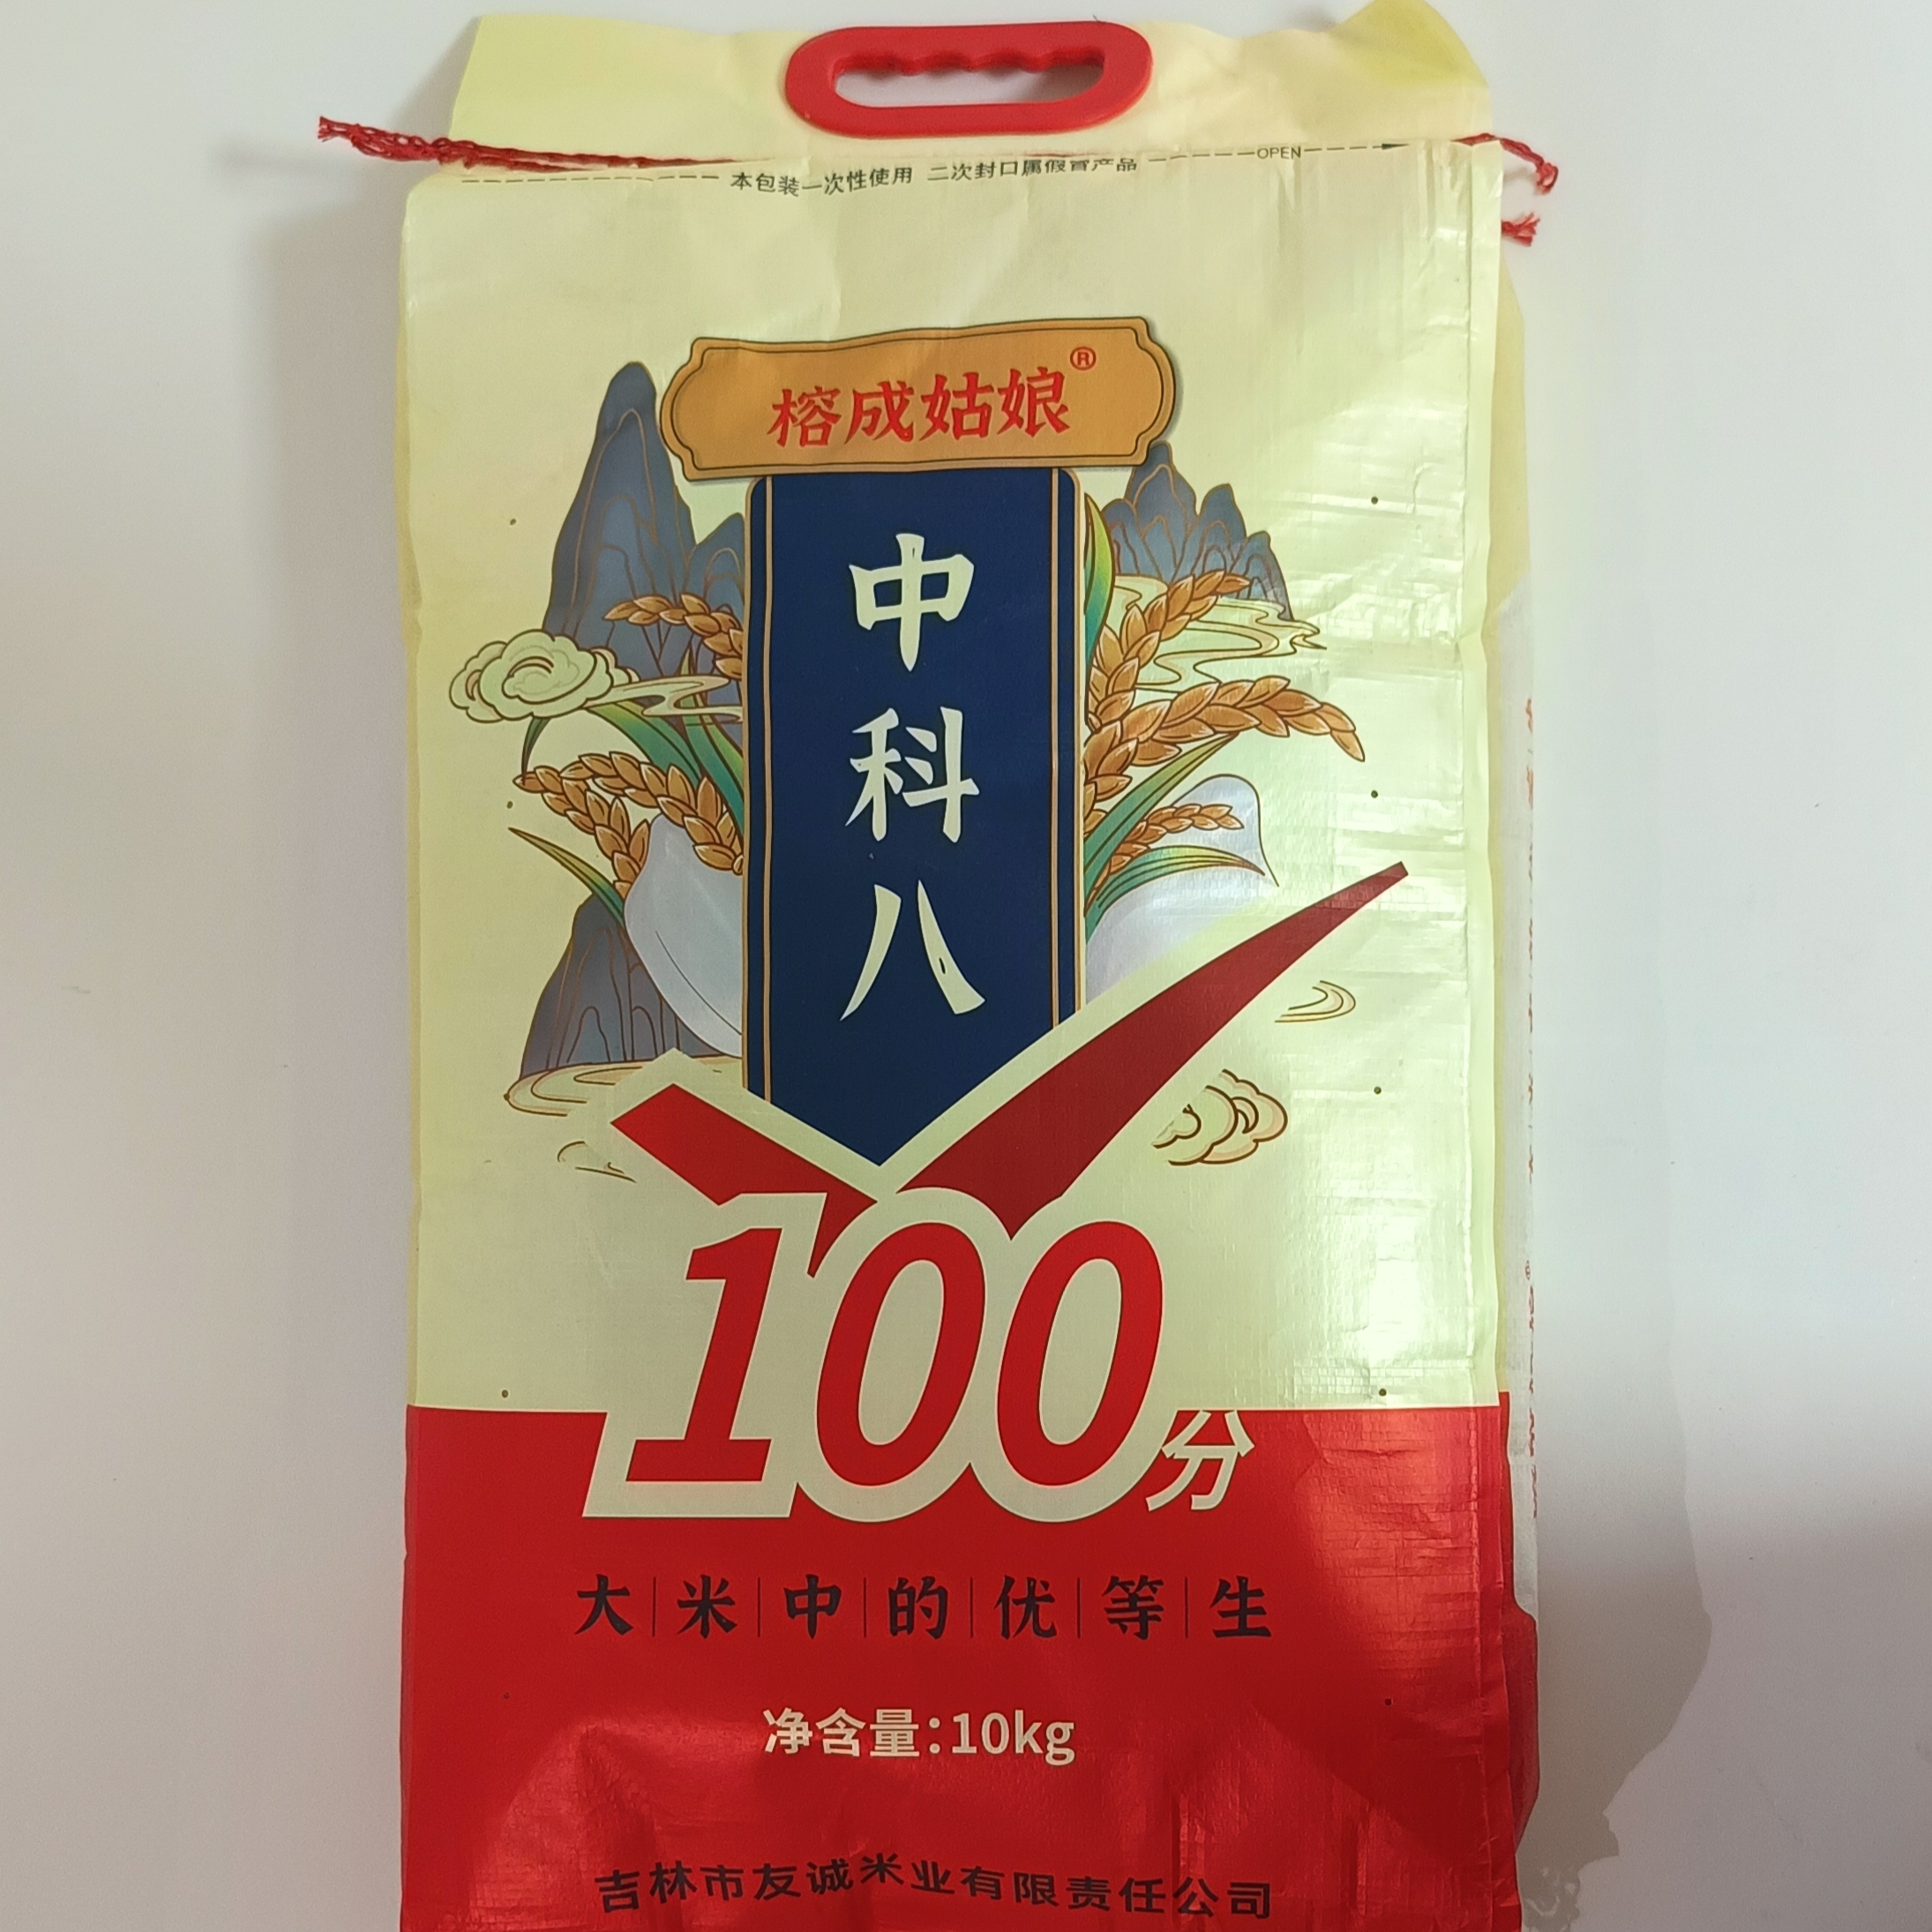 本包装一次性使用 二次封口属假冒产品 OPEN
榕成姑娘®
中科八
100分
大米中的优等生
净含量:10kg
吉林市友诚米业有限责任公司